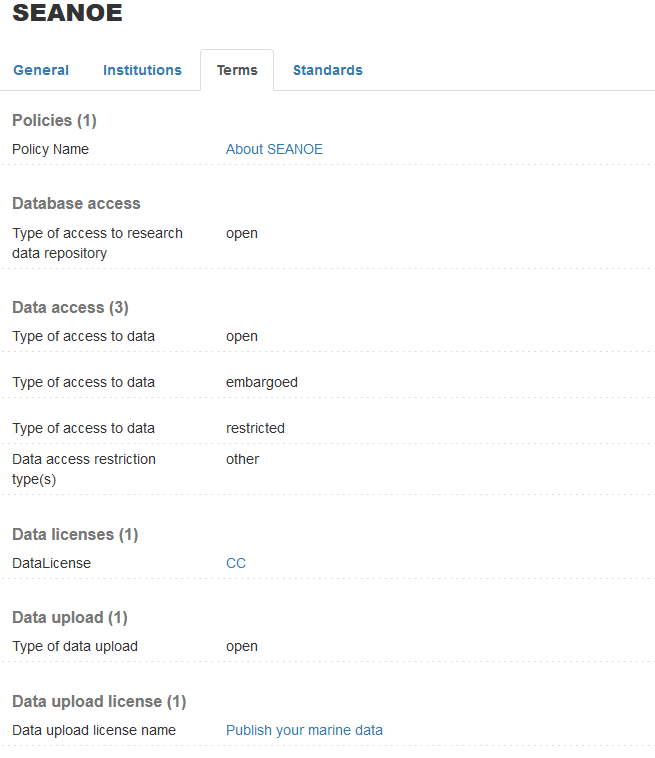 SEANOE
General Institutions Terms Standards
Policies (1)
Policy Name About SEANOE
Database access
Type of access to research open
data repository
Data access (3)
Type of access to data open
Type of access to data embargoed
Type of access to data restricted
Data access restriction other
type(s)
Data licenses (1)
DataLicense CC
Data upload (1)
Type of data upload open
Data upload license (1)
Data upload license name Publish your marine data